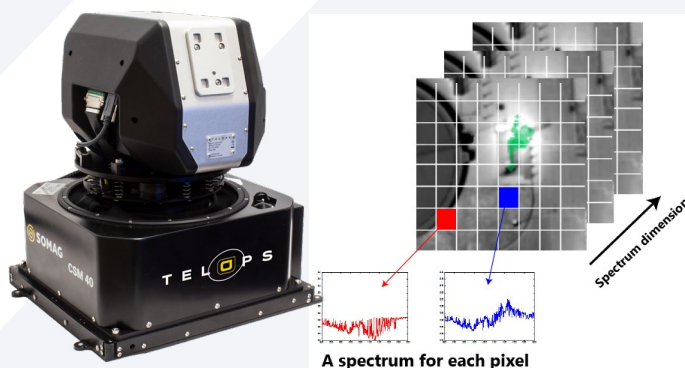 SOMAG
CSM 40
TELOPS
Spectrum dimension
A spectrum for each pixel